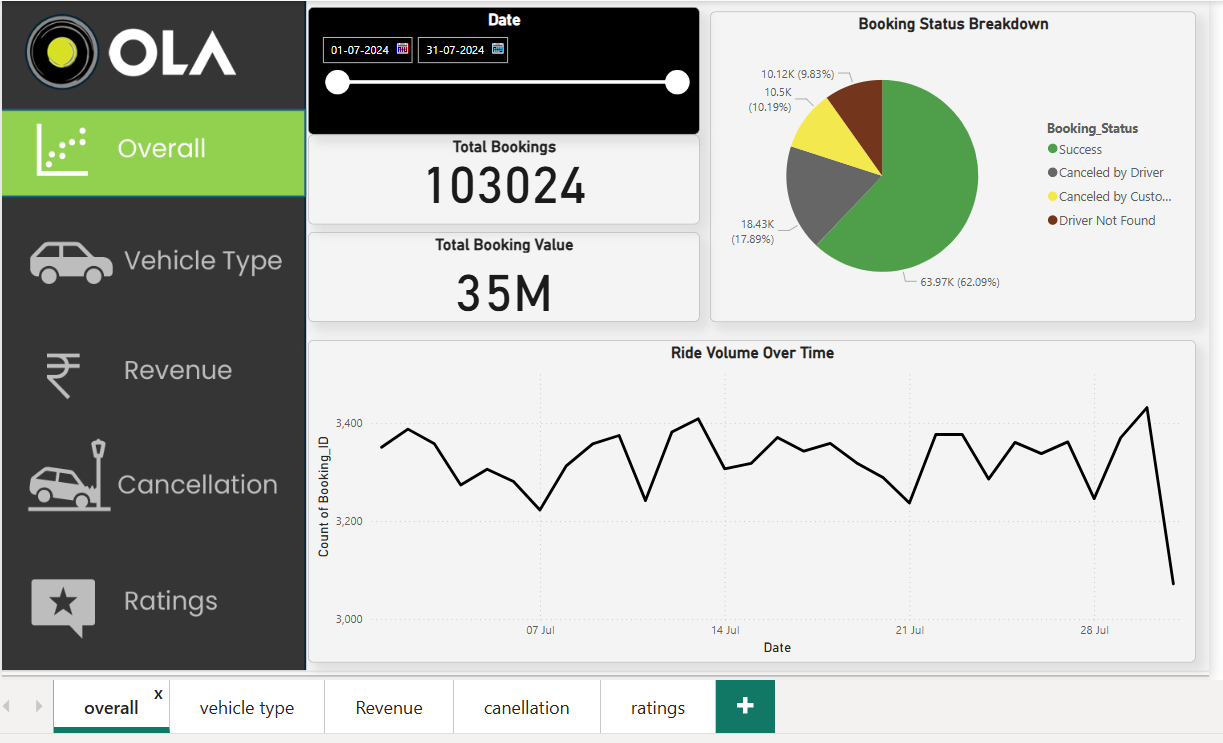 OLA
Overall
Vehicle Type
Revenue
Cancellation
Ratings
Date
01-07-2024
31-07-2024
Total Bookings
103024
Total Booking Value
35M
Booking Status Breakdown
10.12K (9.83%)
10.5K
(10.19%)
18.43K
(17.89%)
63.97K (62.09%)
Booking_Status
Success
Canceled by Driver
Canceled by Custo...
Driver Not Found
Ride Volume Over Time
Count of Booking_ID
3,400
3,200
3,000
07 Jul
14 Jul
21 Jul
28 Jul
Date
overall
x
vehicle type
Revenue
canellation
ratings
+